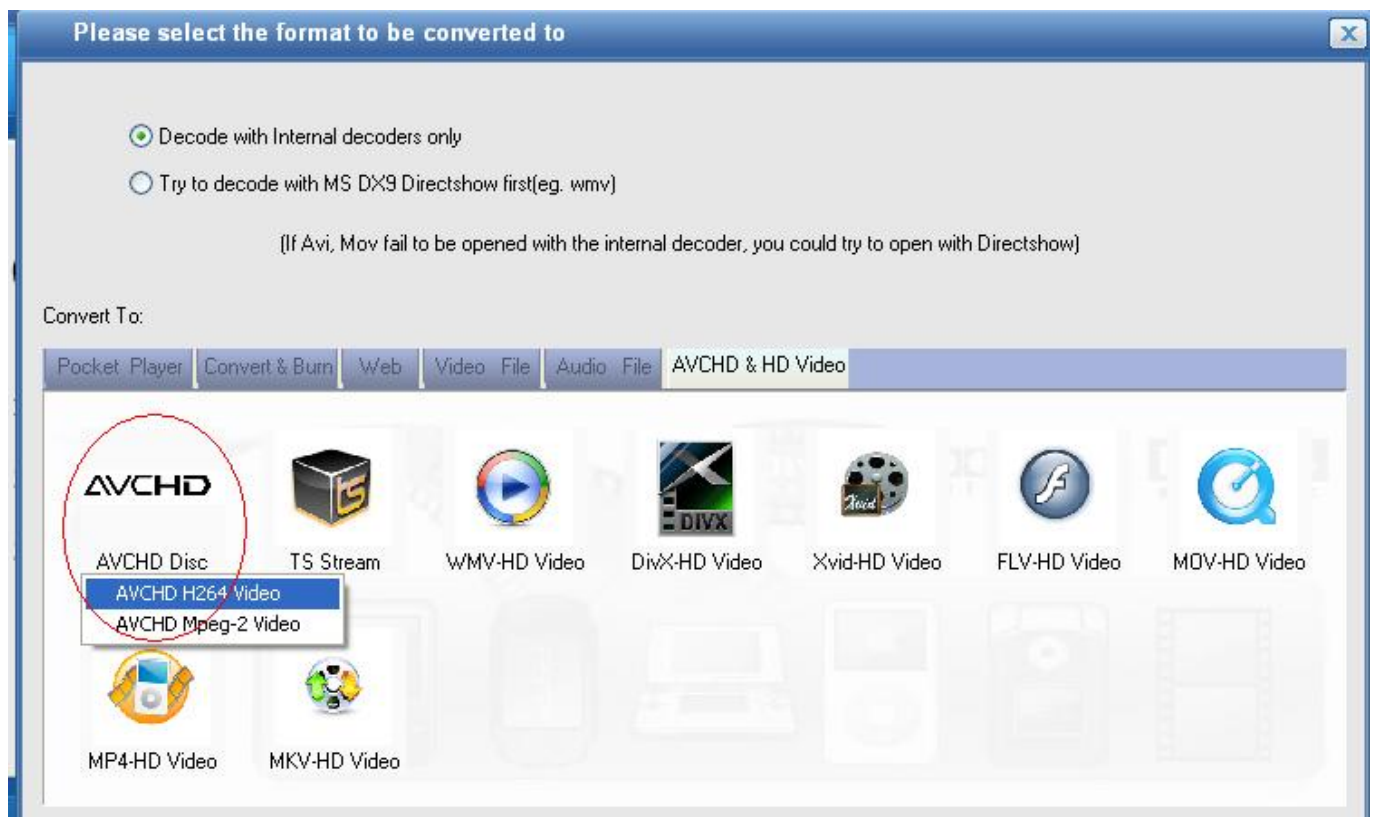 Please select the format to be converted to
Decode with Internal decoders only
Try to decode with MS DX9 Directshow first(eg. wmv)
(If Avi, Mov fail to be opened with the internal decoder, you could try to open with Directshow)
Convert To:
Pocket Player Convert & Burn Web Video File Audio File AVCHD & HD Video
AVCHD TS DIVX Xvid
AVCHD Disc TS Stream WMV-HD Video DivX-HD Video Xvid-HD Video FLV-HD Video MOV-HD Video
AVCHD H264 Video
AVCHD Mpeg-2 Video
MP4-HD Video MKV-HD Video